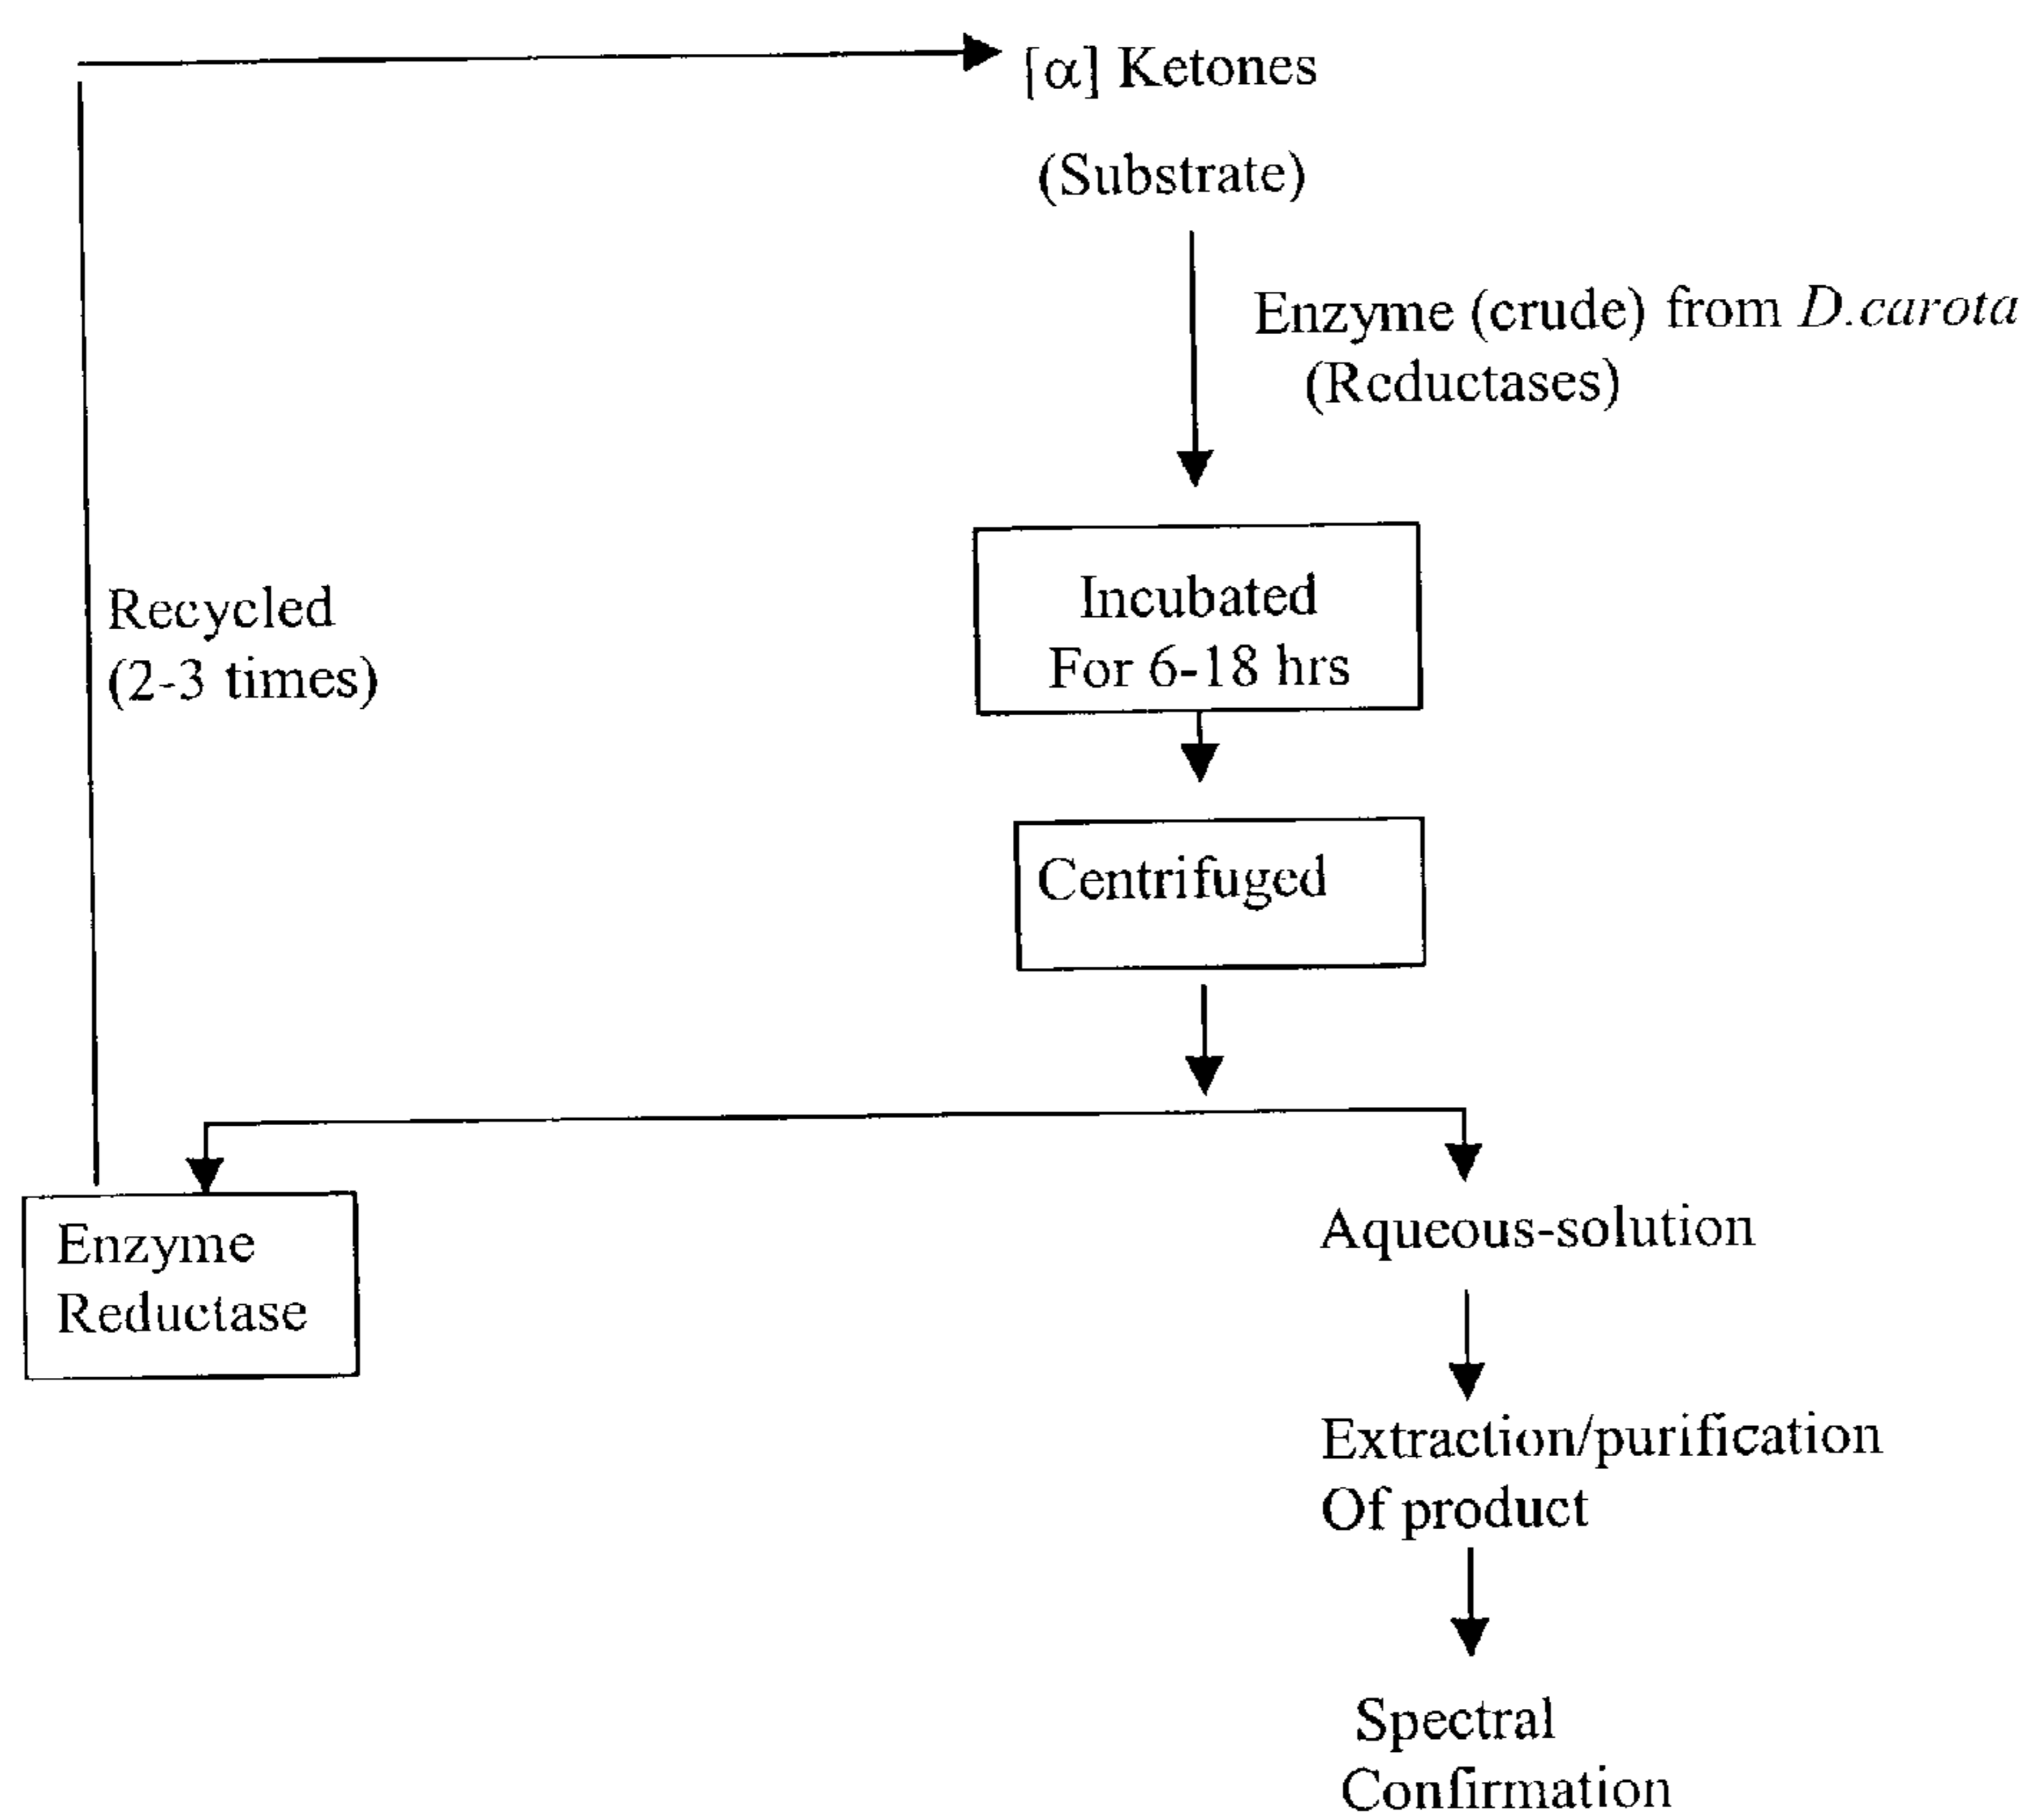 [α] Ketones
(Substrate)
Enzyme (crude) from D.carota
(Reductases)
Incubated
For 6-18 hrs
Recycled
(2-3 times)
Centrifuged
Enzyme
Reductase
Aqueous-solution
Extraction/purification
Of product
Spectral
Confirmation